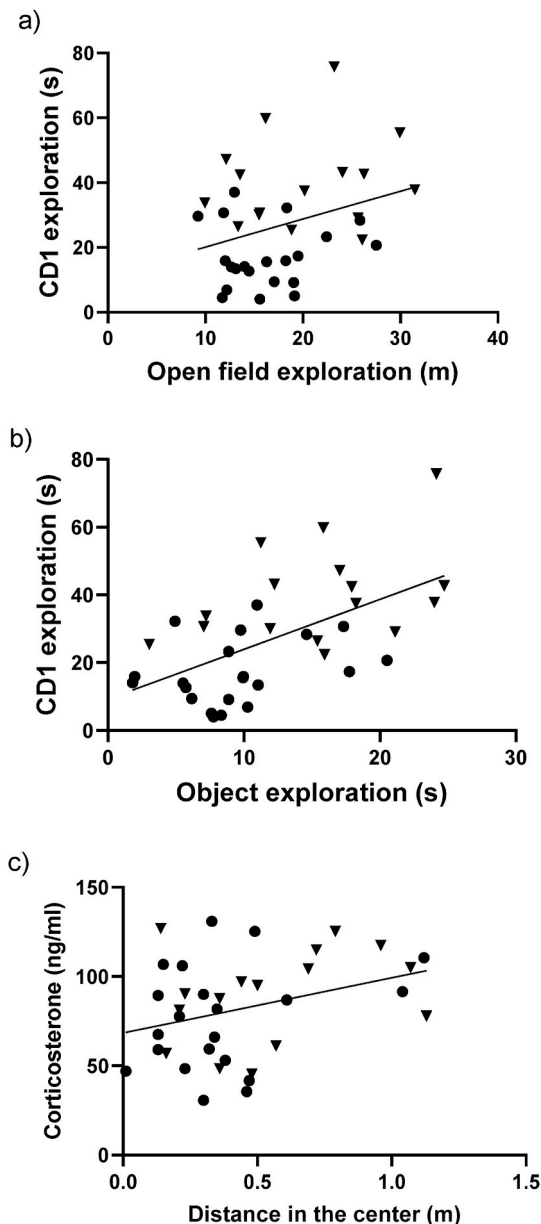 a)
80
60
40
20
0
CD1 exploration (s)
0 10 20 30 40
Open field exploration (m)
b)
80
60
40
20
0
CD1 exploration (s)
0 10 20 30
Object exploration (s)
c)
150
100
50
0
Corticosterone (ng/ml)
0.0 0.5 1.0 1.5
Distance in the center (m)